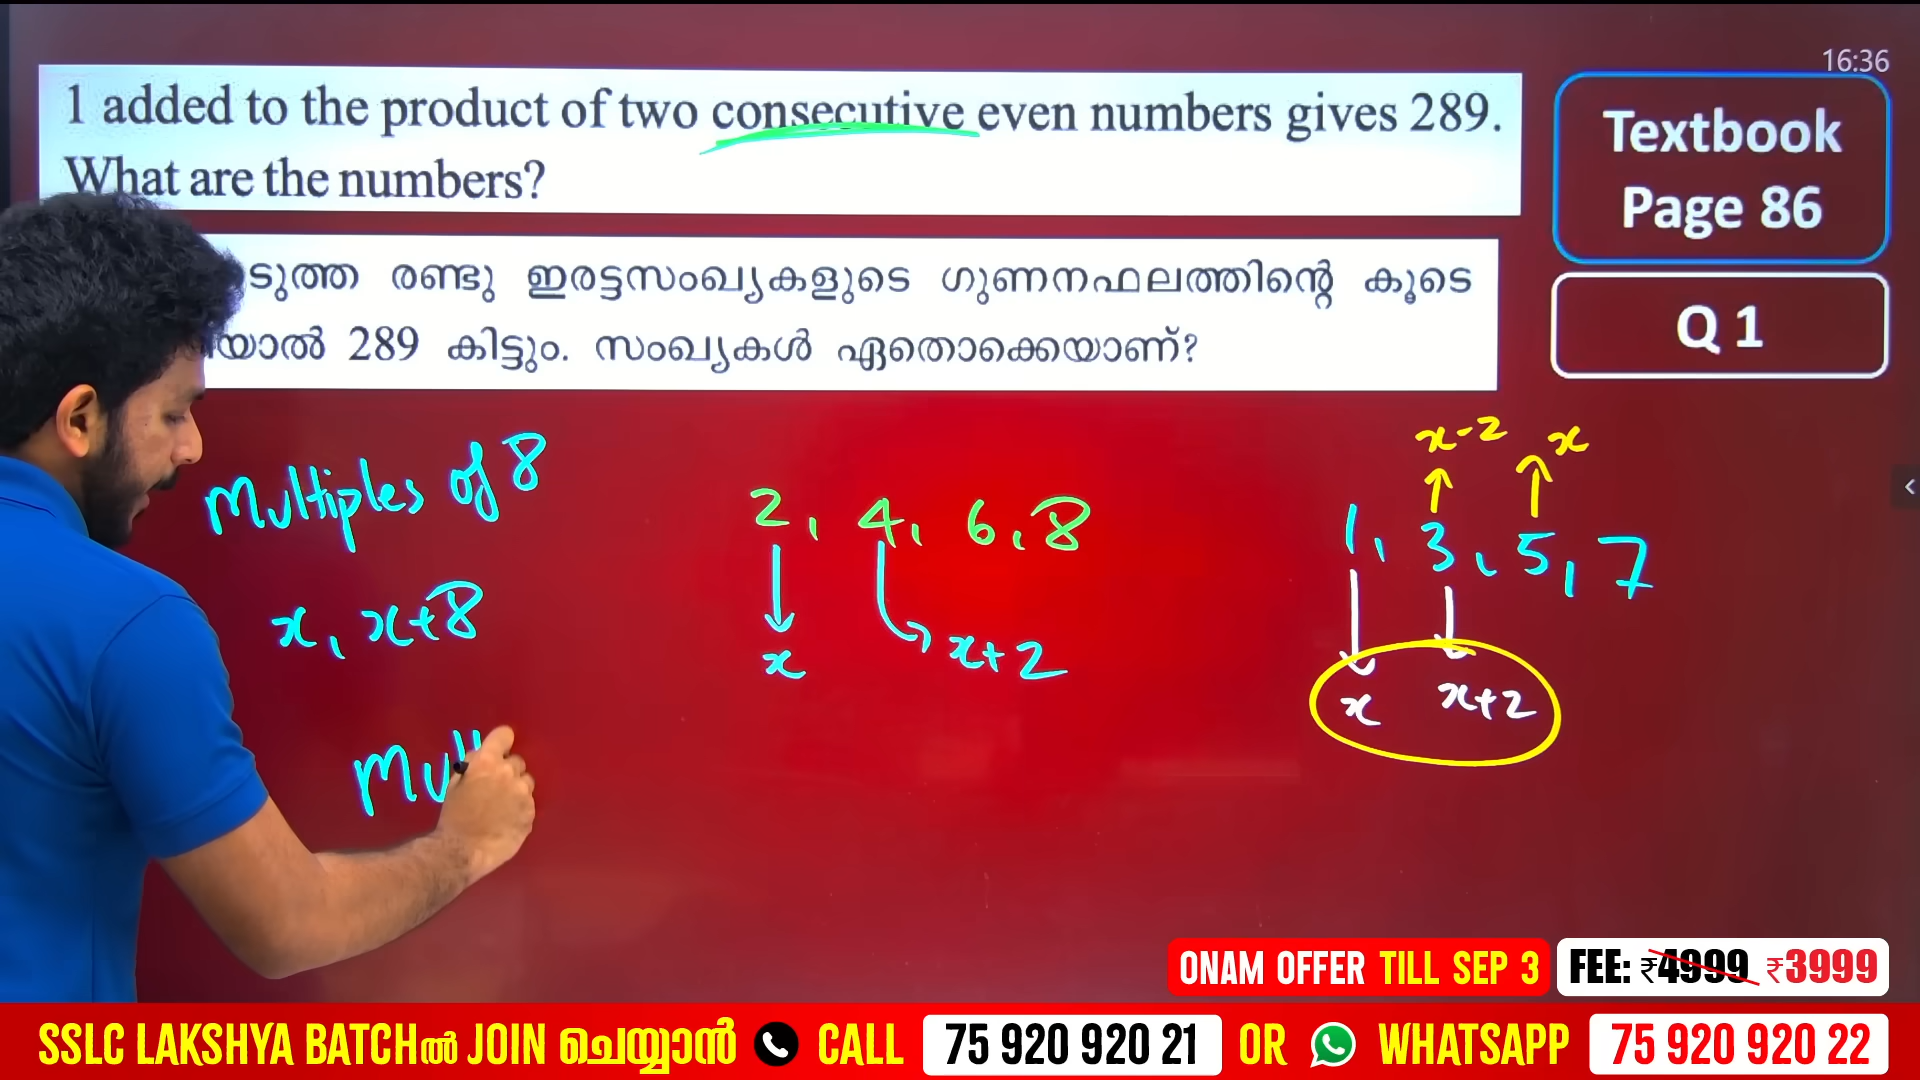 16:36
1 added to the product of two consecutive even numbers gives 289.
What are the numbers?
Textbook
Page 86
ടുത്ത രണ്ടു ഇരട്ടസംഖ്യകളുടെ ഗുണനഫലത്തിന്റെ കൂടെ
യാൽ 289 കിട്ടും. സംഖ്യകൾ ഏതൊക്കെയാണ്?
Q 1
Multiples of 8
x, x+8
Mul
2, 4, 6, 8
x x+2
x-2 x
1, 3, 5, 7
x x+2
ONAM OFFER TILL SEP 3 FEE: ₹4999 ₹3999
SSLC LAKSHYA BATCHൽ JOIN ചെയ്യാൻ CALL 75 920 920 21 OR WHATSAPP 75 920 920 22